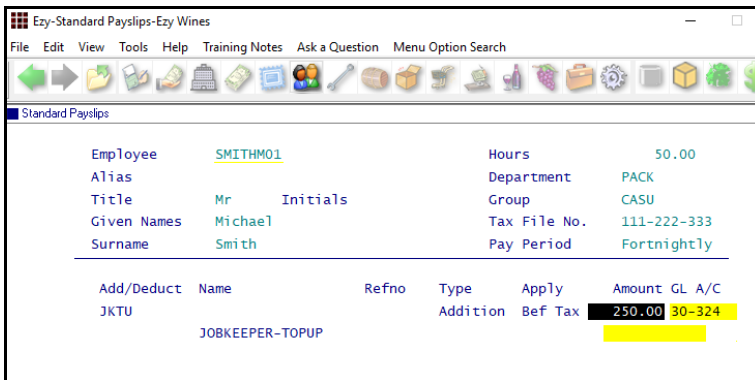 Ezy-Standard Payslips-Ezy Wines
File Edit View Tools Help Training Notes Ask a Question Menu Option Search
Standard Payslips
Employee SMITHM01 Hours 50.00
Alias Department PACK
Title Mr Initials Group CASU
Given Names Michael Tax File No. 111-222-333
Surname Smith Pay Period Fortnightly
Add/Deduct Name Refno Type Apply Amount GL A/C
JKTU Addition Bef Tax 250.00 30-324
JOBKEEPER-TOPUP